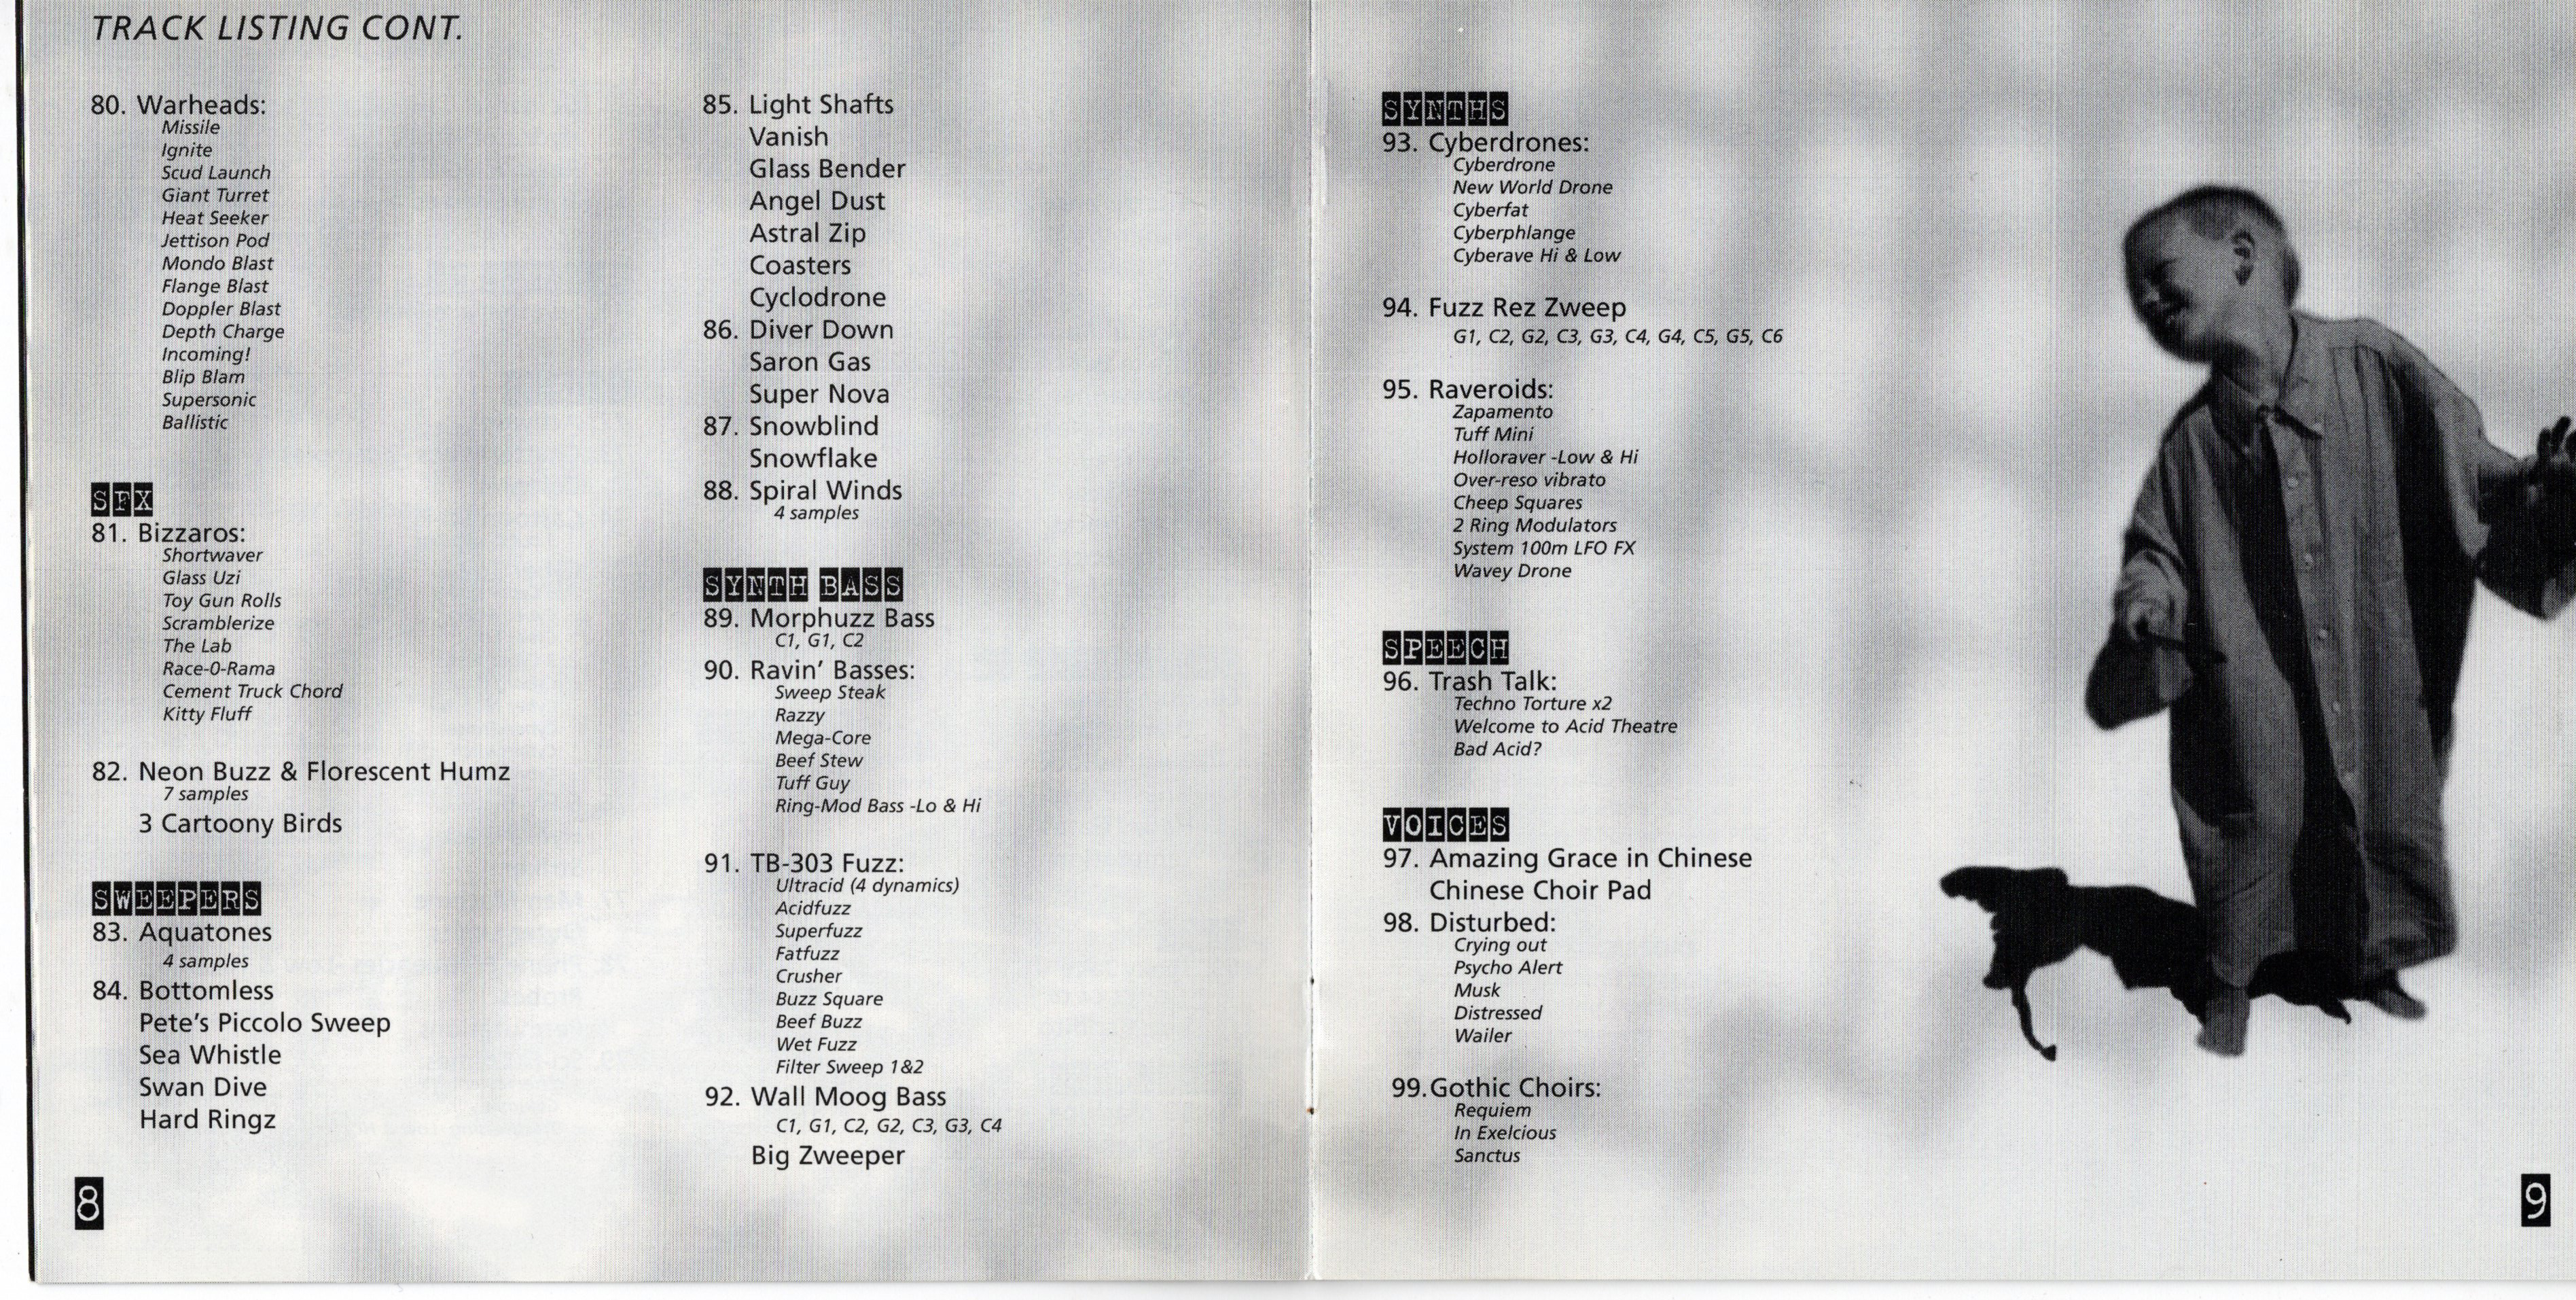 TRACK LISTING CONT.
80. Warheads:
Missile
Ignite
Scud Launch
Giant Turret
Heat Seeker
Jettison Pod
Mondo Blast
Flange Blast
Doppler Blast
Depth Charge
Incoming!
Blip Blam
Supersonic
Ballistic
SFX
81. Bizzaros:
Shortwaver
Glass Uzi
Toy Gun Rolls
Scramblerize
The Lab
Race-0-Rama
Cement Truck Chord
Kitty Fluff
82. Neon Buzz & Florescent Humz
7 samples
3 Cartoony Birds
SWEEPERS
83. Aquatones
4 samples
84. Bottomless
Pete's Piccolo Sweep
Sea Whistle
Swan Dive
Hard Ringz
8
85. Light Shafts
Vanish
Glass Bender
Angel Dust
Astral Zip
Coasters
Cyclodrone
86. Diver Down
Saron Gas
Super Nova
87. Snowblind
Snowflake
88. Spiral Winds
4 samples
SYNTH BASS
89. Morphuzz Bass
C1, G1, C2
90. Ravin' Basses:
Sweep Steak
Razzy
Mega-Core
Beef Stew
Tuff Guy
Ring-Mod Bass -Lo & Hi
91. TB-303 Fuzz:
Ultracid (4 dynamics)
Acidfuzz
Superfuzz
Fatfuzz
Crusher
Buzz Square
Beef Buzz
Wet Fuzz
Filter Sweep 1&2
92. Wall Moog Bass
C1, G1, C2, G2, C3, G3, C4
Big Zweeper
SYNTHS
93. Cyberdrones:
Cyberdrone
New World Drone
Cyberfat
Cyberphlange
Cyberave Hi & Low
94. Fuzz Rez Zweep
G1, C2, G2, C3, G3, C4, G4, C5, G5, C6
95. Raveroids:
Zapamento
Tuff Mini
Holloraver -Low & Hi
Over-reso vibrato
Cheep Squares
2 Ring Modulators
System 100m LFO FX
Wavey Drone
SPEECH
96. Trash Talk:
Techno Torture x2
Welcome to Acid Theatre
Bad Acid?
VOICES
97. Amazing Grace in Chinese
Chinese Choir Pad
98. Disturbed:
Crying out
Psycho Alert
Musk
Distressed
Wailer
99.Gothic Choirs:
Requiem
In Exelcious
Sanctus
9